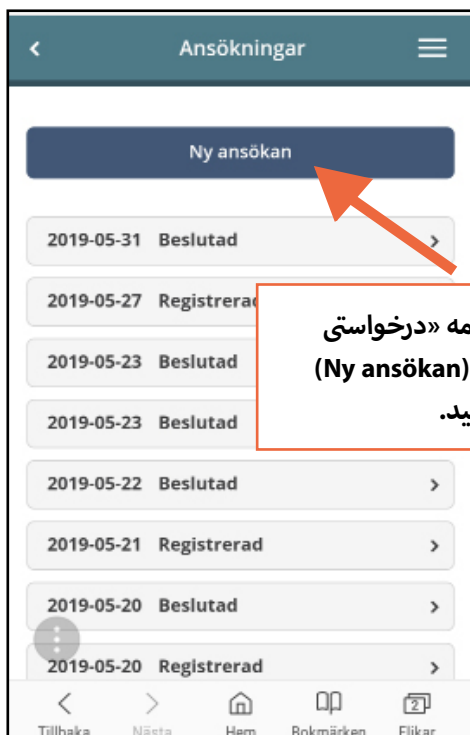 Ansökningar
Ny ansökan
2019-05-31 Beslutad
2019-05-27 Registrerad
2019-05-23 Beslutad
2019-05-23 Beslutad
2019-05-22 Beslutad
2019-05-21 Registrerad
2019-05-20 Beslutad
2019-05-20 Registrerad
«درخواستی
(Ny ansökan)
Tillbaka Nästa Hem Bokmärken Flikar
2